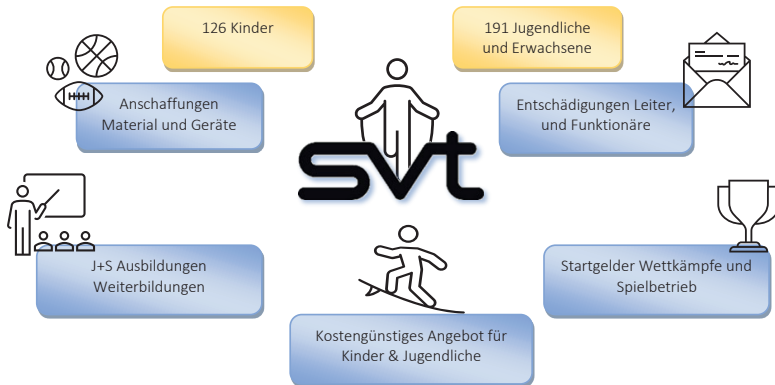 126 Kinder
191 Jugendliche
und Erwachsene
Anschaffungen
Material und Geräte
Entschädigungen Leiter,
und Funktionäre
svt
J+S Ausbildungen
Weiterbildungen
Startgelder Wettkämpfe und
Spielbetrieb
Kostengünstiges Angebot für
Kinder & Jugendliche